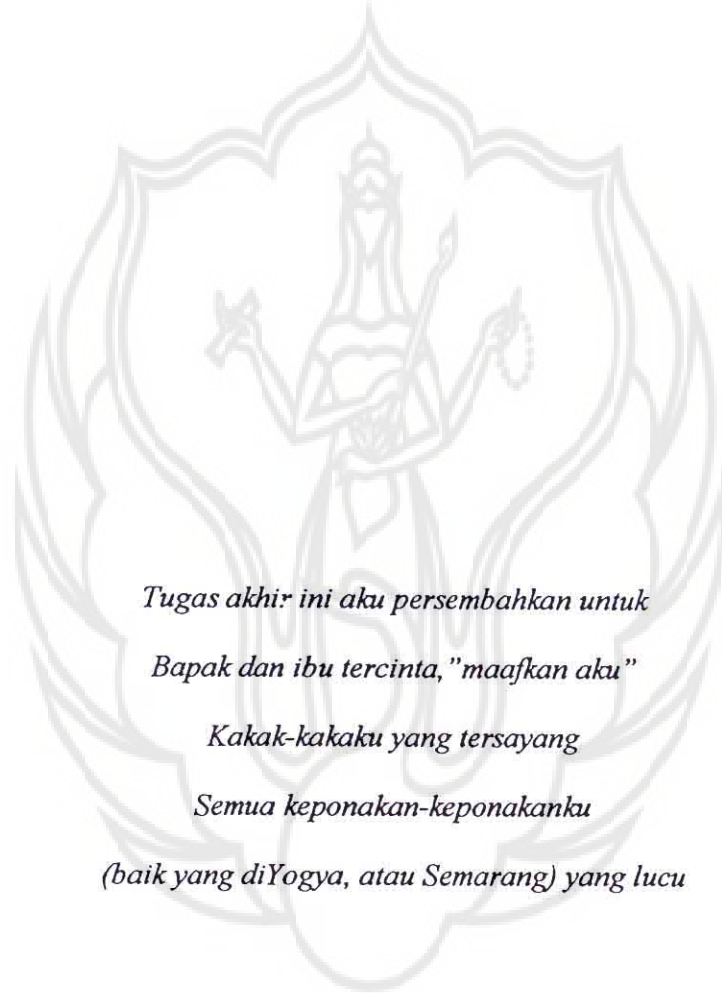 Tugas akhir ini aku persembahkan untuk
Bapak dan ibu tercinta, "maafkan aku"
Kakak-kakaku yang tersayang
Semua keponakan-keponakanku
(baik yang diYogya, atau Semarang) yang lucu